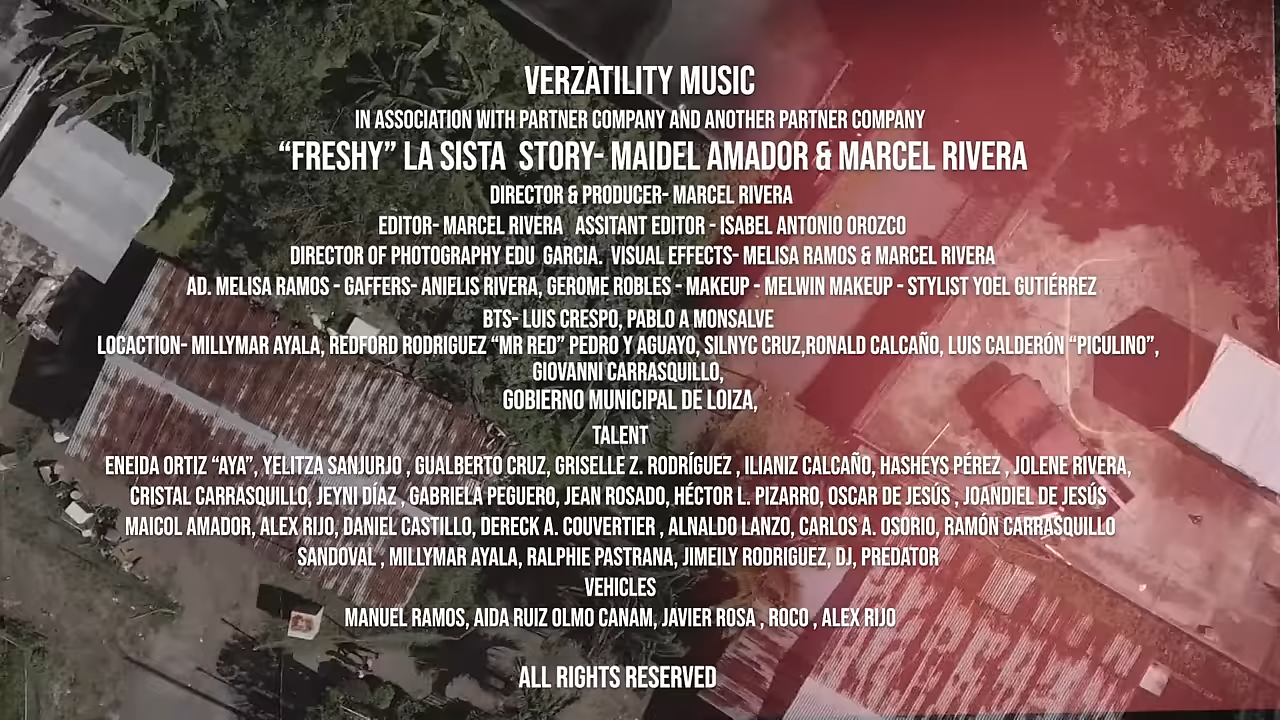 VERZATILITY MUSIC
IN ASSOCIATION WITH PARTNER COMPANY AND ANOTHER PARTNER COMPANY
“FRESHY” LA SISTA STORY- MAIDEL AMADOR & MARCEL RIVERA
DIRECTOR & PRODUCER- MARCEL RIVERA
EDITOR- MARCEL RIVERA ASSITANT EDITOR - ISABEL ANTONIO OROZCO
DIRECTOR OF PHOTOGRAPHY EDU GARCIA. VISUAL EFFECTS- MELISA RAMOS & MARCEL RIVERA
AD. MELISA RAMOS - GAFFERS- ANIELIS RIVERA, GEROME ROBLES - MAKEUP - MELWIN MAKEUP - STYLIST YOEL GUTIÉRREZ
BTS- LUIS CRESPO, PABLO A MONSALVE
LOCACTION- MILLYMAR AYALA, REDFORD RODRIGUEZ “MR RED” PEDRO Y AGUAYO, SILNYC CRUZ,RONALD CALCAÑO, LUIS CALDERÓN “PICULINO”,
GIOVANNI CARRASQUILLO,
GOBIERNO MUNICIPAL DE LOIZA,
TALENT
ENEIDA ORTIZ “AYA”, YELITZA SANJURJO , GUALBERTO CRUZ, GRISELLE Z. RODRÍGUEZ , ILIANIZ CALCAÑO, HASHEYS PÉREZ , JOLENE RIVERA,
CRISTAL CARRASQUILLO, JEYNI DÍAZ , GABRIELA PEGUERO, JEAN ROSADO, HÉCTOR L. PIZARRO, OSCAR DE JESÚS , JOANDIEL DE JESÚS
MAICOL AMADOR, ALEX RIJO, DANIEL CASTILLO, DERECK A. COUVERTIER , ALNALDO LANZO, CARLOS A. OSORIO, RAMÓN CARRASQUILLO
SANDOVAL , MILLYMAR AYALA, RALPHIE PASTRANA, JIMEILY RODRIGUEZ, DJ, PREDATOR
VEHICLES
MANUEL RAMOS, AIDA RUIZ OLMO CANAM, JAVIER ROSA , ROCO , ALEX RIJO
ALL RIGHTS RESERVED